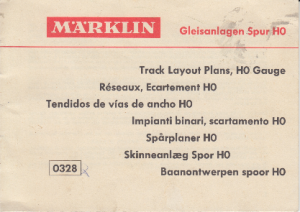 MÄRKLIN
Gleisanlagen Spur H0
Track Layout Plans, H0 Gauge
Réseaux, Ecartement H0
Tendidos de vías de ancho H0
Impianti binari, scartamento H0
Spårplaner H0
Skinneanlæg Spor H0
Baanontwerpen spoor H0
0328